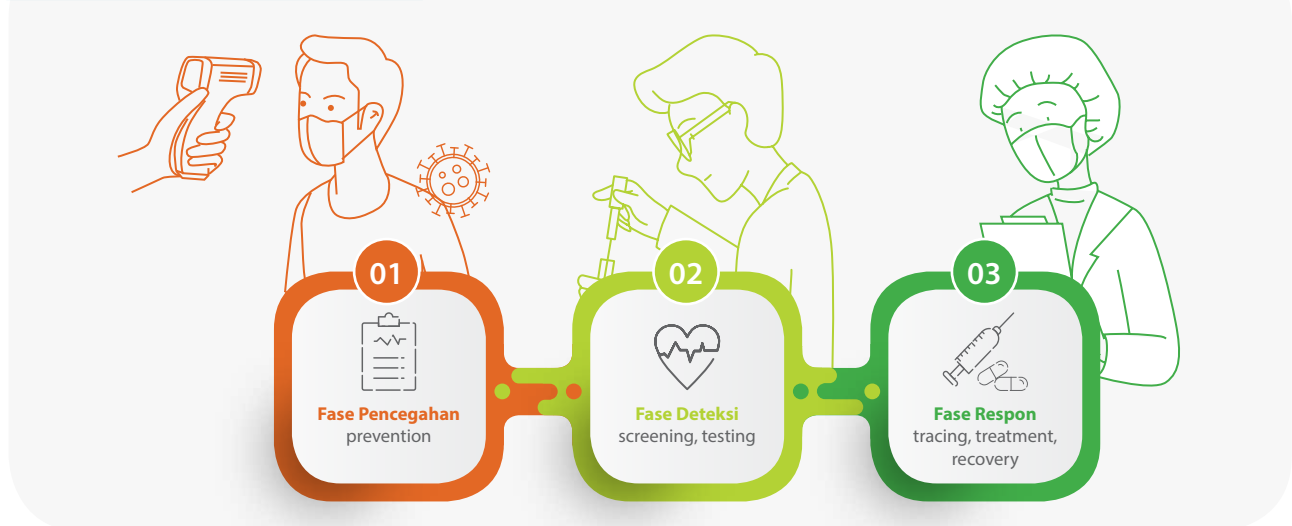 01
Fase Pencegahan
prevention
02
Fase Deteksi
screening, testing
03
Fase Respon
tracing, treatment,
recovery